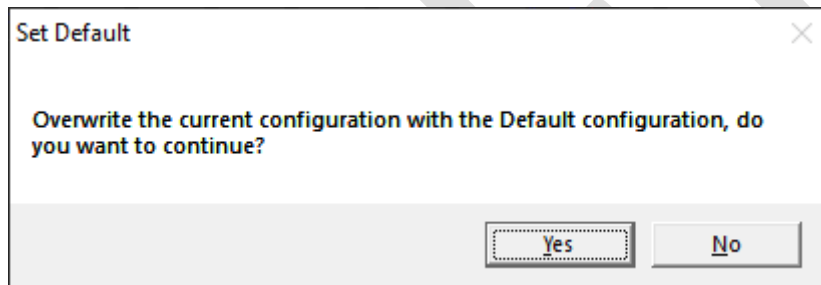 Set Default
Overwrite the current configuration with the Default configuration, do
you want to continue?
Yes
No